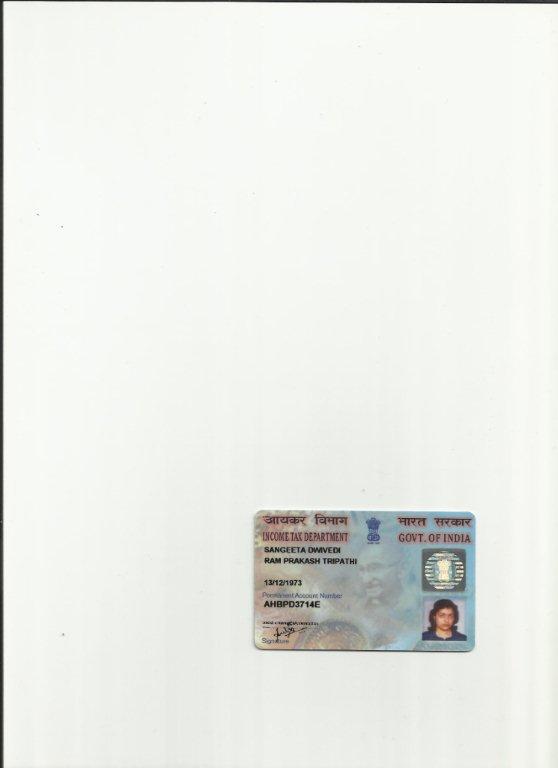 आयकर विभाग
INCOME TAX DEPARTMENT
भारत सरकार
GOVT. OF INDIA
SANGEETA DWIVEDI
RAM PRAKASH TRIPATHI
13/12/1973
Permanent Account Number
AHBPD3714E
Signature